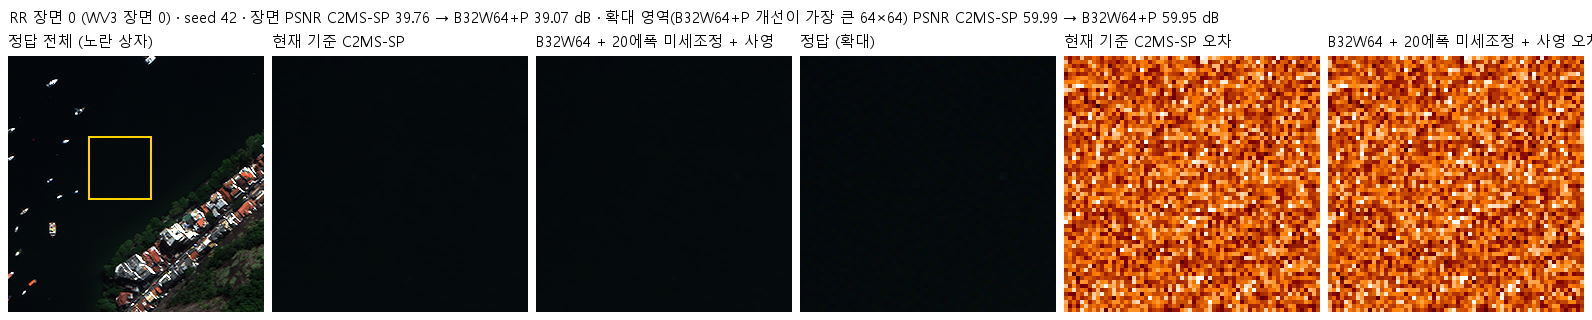 RR 장면 0 (WV3 장면 0) · seed 42 · 장면 PSNR C2MS-SP 39.76 → B32W64+P 39.07 dB · 확대 영역(B32W64+P 개선이 가장 큰 64×64) PSNR C2MS-SP 59.99 → B32W64+P 59.95 dB
정답 전체 (노란 상자)
현재 기준 C2MS-SP
B32W64 + 20에폭 미세조정 + 사영
정답 (확대)
현재 기준 C2MS-SP 오차
B32W64 + 20에폭 미세조정 + 사영 오차